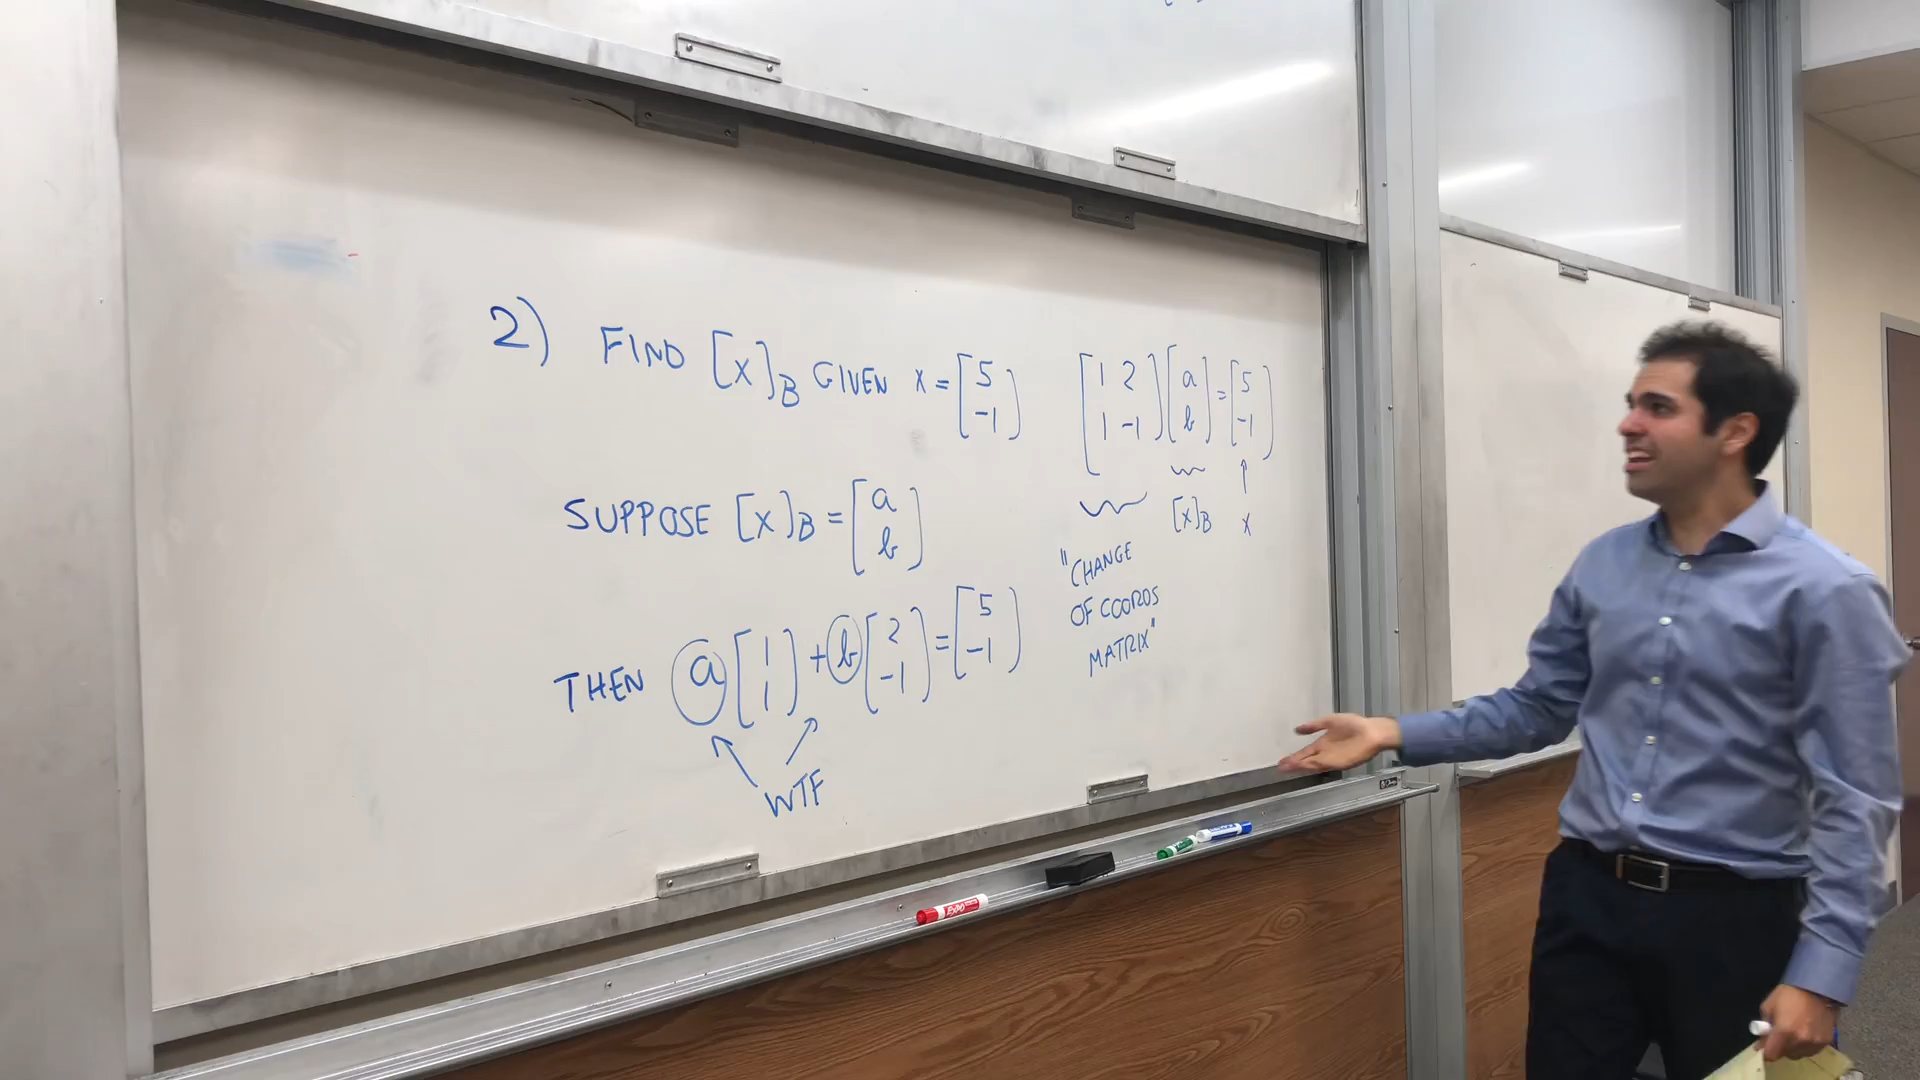 2) FIND [x]B GIVEN x = [5 -1]
SUPPOSE [x]B = [a b]
THEN a [1 1] + b [2 -1] = [5 -1]
WTF
[1 2 1 -1] [a b] = [5 -1]
[x]B
x
"CHANGE
OF COORDS
MATRIX"
EXPO